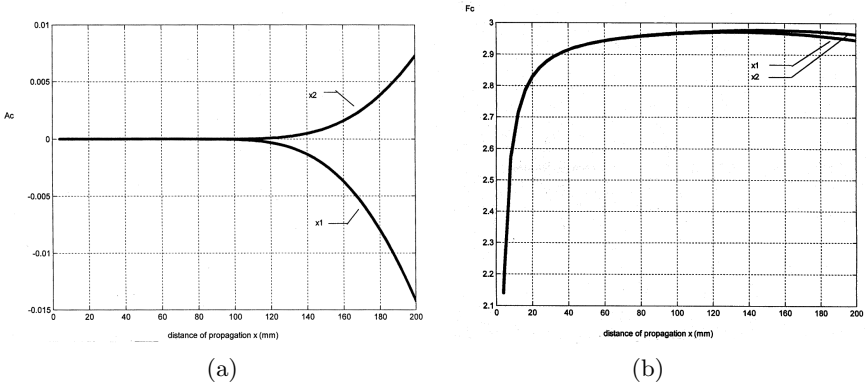 Ac
0.01
0.005
0
-0.005
-0.01
-0.015
x2
x1
0 20 40 60 80 100 120 140 160 180 200
distance of propagation x (mm)
(a)
Fc
3
2.9
2.8
2.7
2.6
2.5
2.4
2.3
2.2
2.1
x1
x2
0 20 40 60 80 100 120 140 160 180 200
distance of propagation x (mm)
(b)